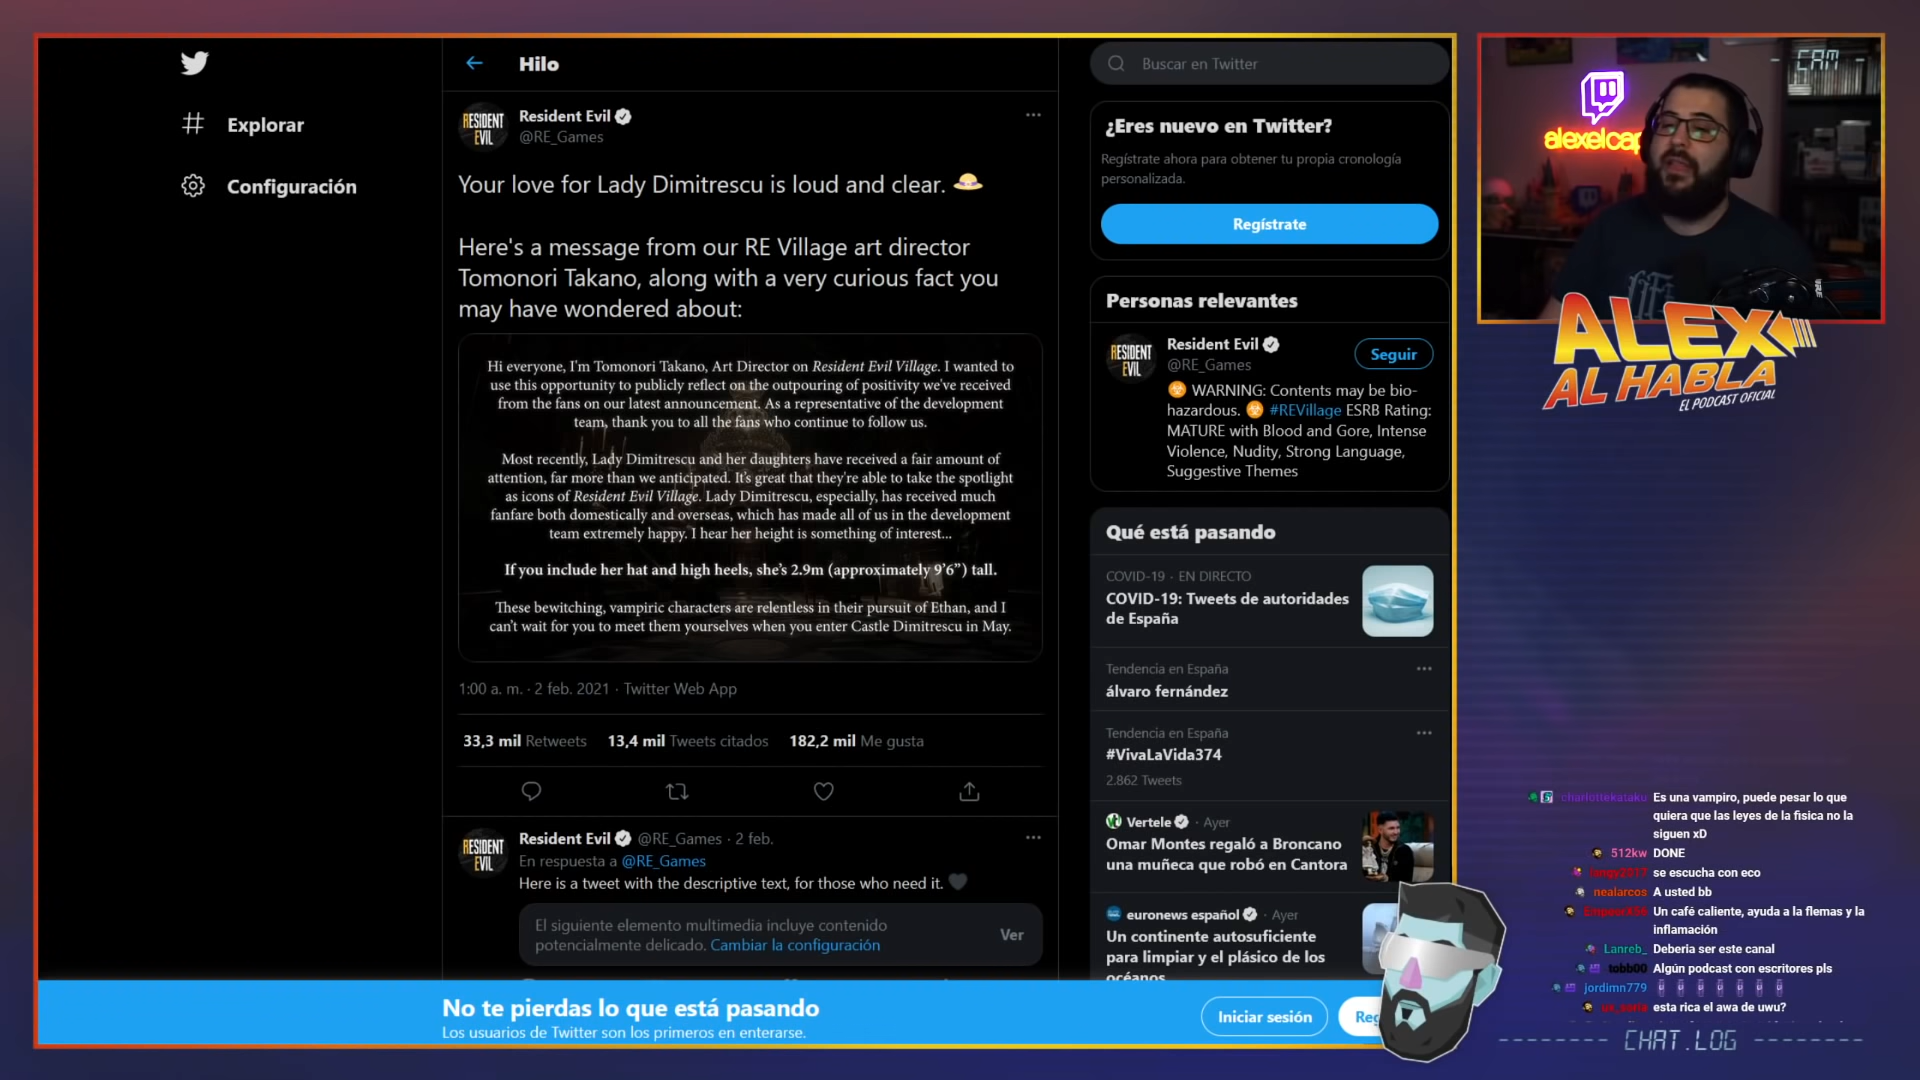 Hilo
Buscar en Twitter
Explorar
Configuración
RESIDENT EVIL
Resident Evil
@RE_Games
Your love for Lady Dimitrescu is loud and clear.
Here's a message from our RE Village art director
Tomonori Takano, along with a very curious fact you
may have wondered about:
Hi everyone, I'm Tomonori Takano, Art Director on Resident Evil Village. I wanted to
use this opportunity to publicly reflect on the outpouring of positivity we've received
from the fans on our latest announcement. As a representative of the development
team, thank you to all the fans who continue to follow us.
Most recently, Lady Dimitrescu and her daughters have received a fair amount of
attention, far more than we anticipated. It's great that they're able to take the spotlight
as icons of Resident Evil Village. Lady Dimitrescu, especially, has received much
fanfare both domestically and overseas, which has made all of us in the development
team extremely happy. I hear her height is something of interest...
If you include her hat and high heels, she's 2.9m (approximately 9'6") tall.
These bewitching, vampiric characters are relentless in their pursuit of Ethan, and I
can't wait for you to meet them yourselves when you enter Castle Dimitrescu in May.
1:00 a. m. · 2 feb. 2021 · Twitter Web App
33,3 mil Retweets 13,4 mil Tweets citados 182,2 mil Me gusta
RESIDENT EVIL
Resident Evil @RE_Games · 2 feb.
En respuesta a @RE_Games
Here is a tweet with the descriptive text, for those who need it.
El siguiente elemento multimedia incluye contenido
potencialmente delicado. Cambiar la configuración
Ver
¿Eres nuevo en Twitter?
Regístrate ahora para obtener tu propia cronología
personalizada.
Regístrate
Personas relevantes
RESIDENT EVIL
Resident Evil
@RE_Games
Seguir
WARNING: Contents may be bio-
hazardous. #REVillage ESRB Rating:
MATURE with Blood and Gore, Intense
Violence, Nudity, Strong Language,
Suggestive Themes
Qué está pasando
COVID-19 · EN DIRECTO
COVID-19: Tweets de autoridades
de España
Tendencia en España
álvaro fernández
Tendencia en España
#VivaLaVida374
2.862 Tweets
Vertele · Ayer
Omar Montes regaló a Broncano
una muñeca que robó en Cantora
euronews español · Ayer
Un continente autosuficiente
para limpiar y el plásico de los
océanos
No te pierdas lo que está pasando
Los usuarios de Twitter son los primeros en enterarse.
Iniciar sesión
Reg
CAM
alexelcap
ALEX
AL HABLA
EL PODCAST OFICIAL
charlottekataku Es una vampiro, puede pesar lo que
quiera que las leyes de la fisica no la
siguen xD
512kw DONE
se escucha con eco
nealarcos A usted bb
Un café caliente, ayuda a la flemas y la
inflamación
Lanreb_ Deberia ser este canal
tobb00 Algún podcast con escritores pls
jordimn779
esta rica el awa de uwu?
CHAT.LOG